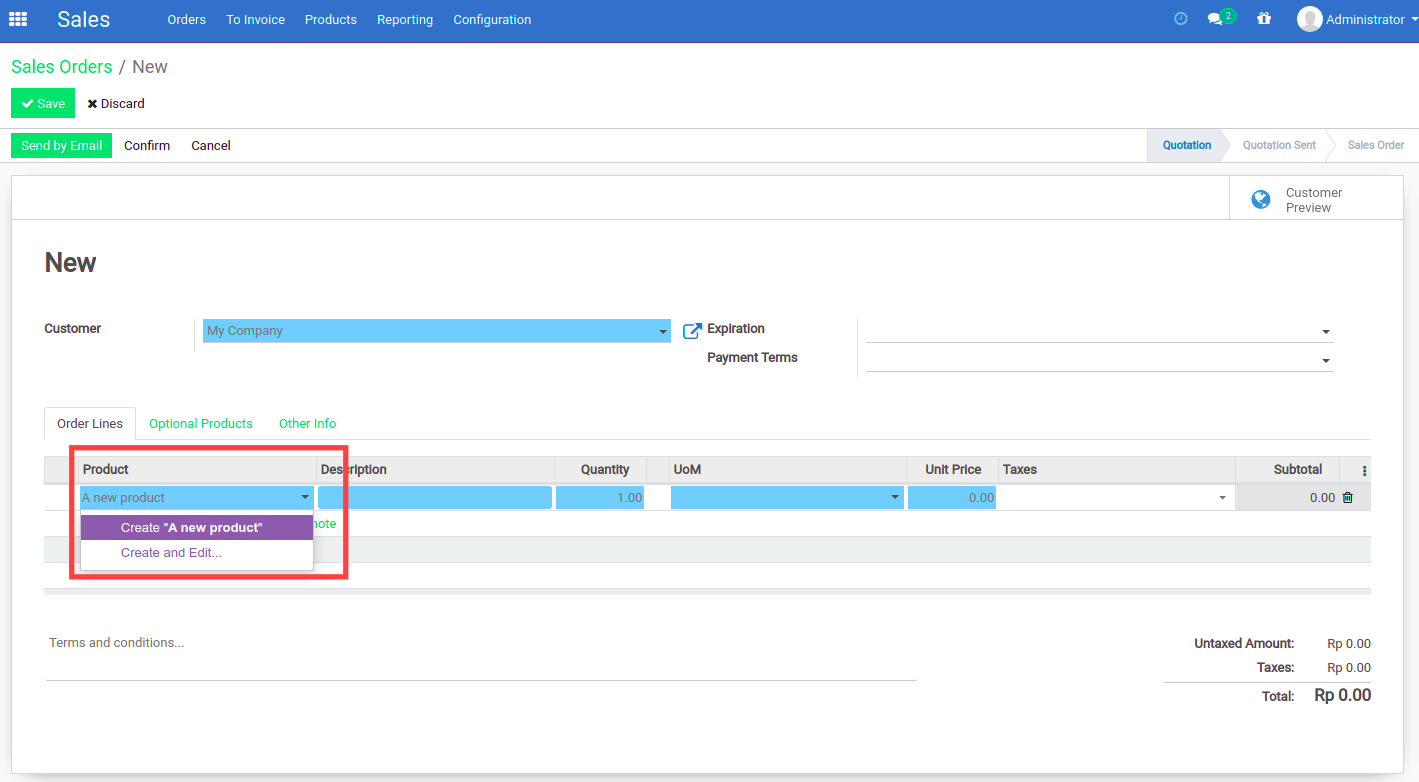 Sales Orders To Invoice Products Reporting Configuration 2 Administrator
Sales Orders / New
Save Discard
Send by Email Confirm Cancel Quotation Quotation Sent Sales Order
Customer
Preview
New
Customer My Company Expiration
Payment Terms
Order Lines Optional Products Other Info
Product Description Quantity UoM Unit Price Taxes Subtotal
A new product 1.00 0.00 0.00
Create "A new product" note
Create and Edit...
Terms and conditions...
Untaxed Amount: Rp 0.00
Taxes: Rp 0.00
Total: Rp 0.00